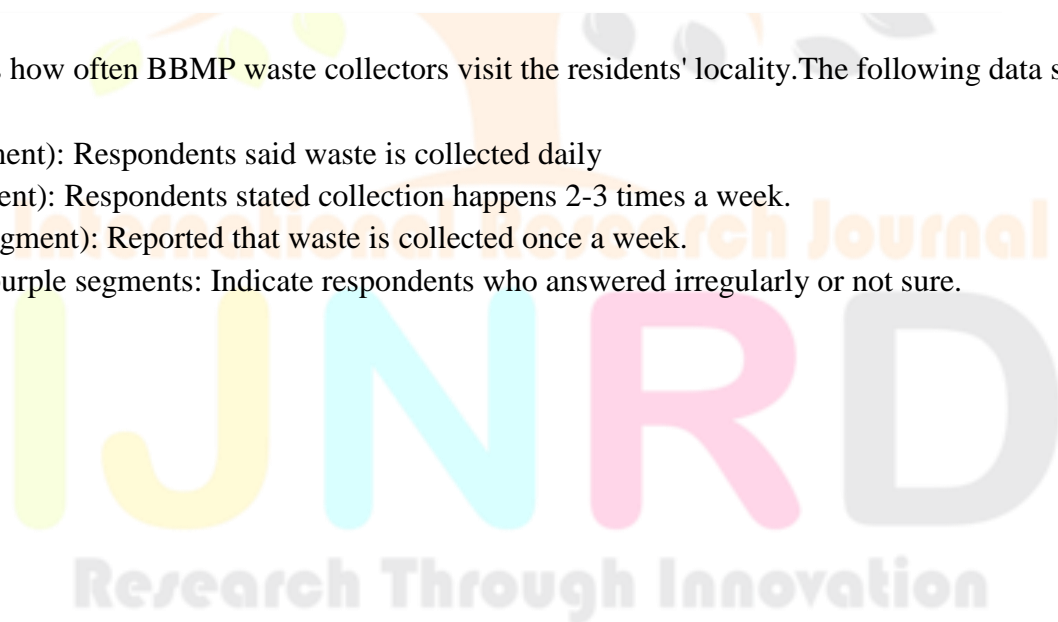 how often BBMP waste collectors visit the residents' locality.The following data
ment): Respondents said waste is collected daily
ent): Respondents stated collection happens 2-3 times a week.
International Research Journal
gment): Reported that waste is collected once a week.
purple segments: Indicate respondents who answered irregularly or not sure.
IJNRD
Research Through Innovation